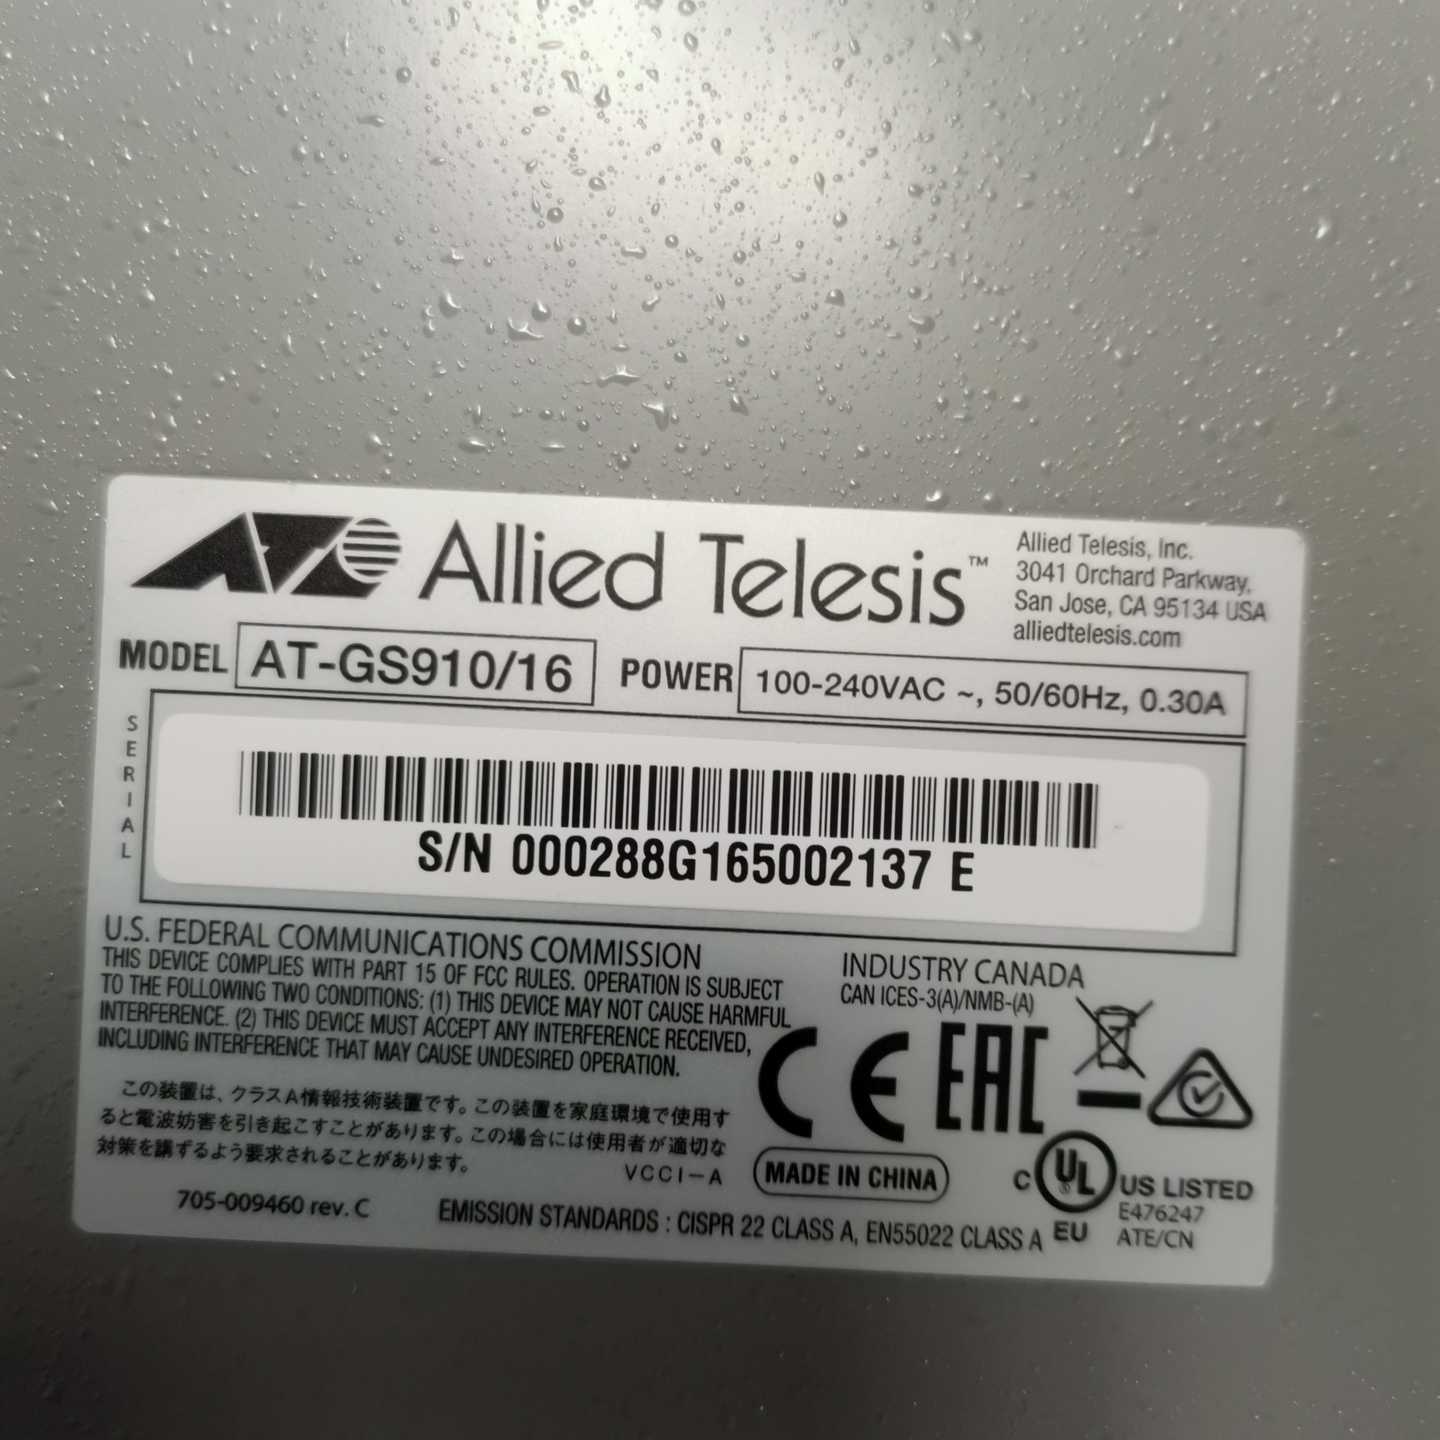 Allied Telesis™
Allied Telesis, Inc.
3041 Orchard Parkway,
San Jose, CA 95134 USA
alliedtelesis.com
MODEL AT-GS910/16 POWER 100-240VAC ~, 50/60Hz, 0.30A
SERIAL
S/N 000288G165002137 E
U.S. FEDERAL COMMUNICATIONS COMMISSION
THIS DEVICE COMPLIES WITH PART 15 OF FCC RULES. OPERATION IS SUBJECT
TO THE FOLLOWING TWO CONDITIONS: (1) THIS DEVICE MAY NOT CAUSE HARMFUL
INTERFERENCE. (2) THIS DEVICE MUST ACCEPT ANY INTERFERENCE RECEIVED,
INCLUDING INTERFERENCE THAT MAY CAUSE UNDESIRED OPERATION.
INDUSTRY CANADA
CAN ICES-3(A)/NMB-(A)
この装置は、クラスA情報技術装置です。この装置を家庭環境で使用す
ると電波妨害を引き起こすことがあります。この場合には使用者が適切な
対策を講ずるよう要求されることがあります。
VCCI-A
CE EAC
MADE IN CHINA
C UL US LISTED
E476247
EU ATE/CN
705-009460 rev. C
EMISSION STANDARDS : CISPR 22 CLASS A, EN55022 CLASS A